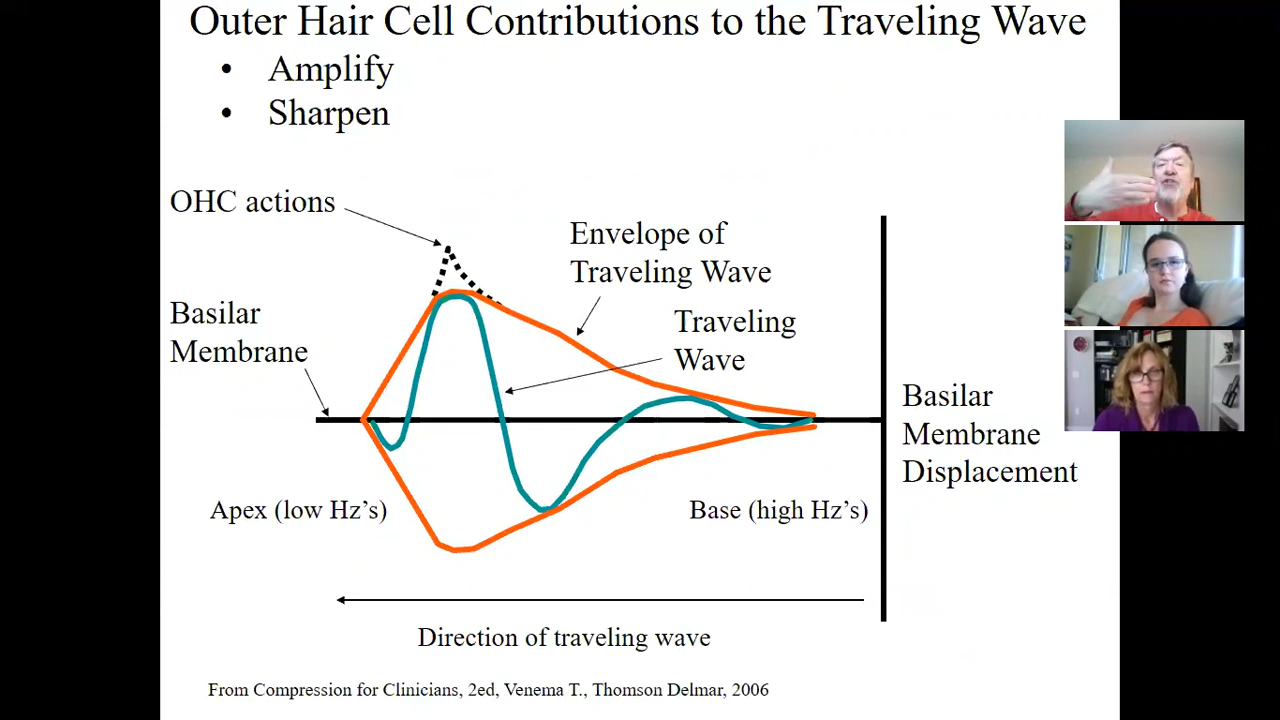 Outer Hair Cell Contributions to the Traveling Wave
• Amplify
• Sharpen
OHC actions
Envelope of
Traveling Wave
Basilar
Membrane
Traveling
Wave
Basilar
Membrane
Displacement
Apex (low Hz’s)
Base (high Hz’s)
Direction of traveling wave
From Compression for Clinicians, 2ed, Venema T., Thomson Delmar, 2006